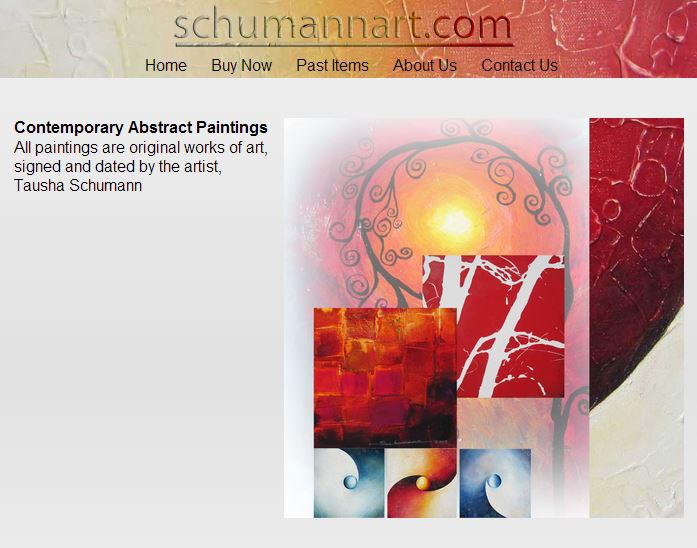 schumannart.com
Home Buy Now Past Items About Us Contact Us
Contemporary Abstract Paintings
All paintings are original works of art,
signed and dated by the artist,
Tausha Schumann